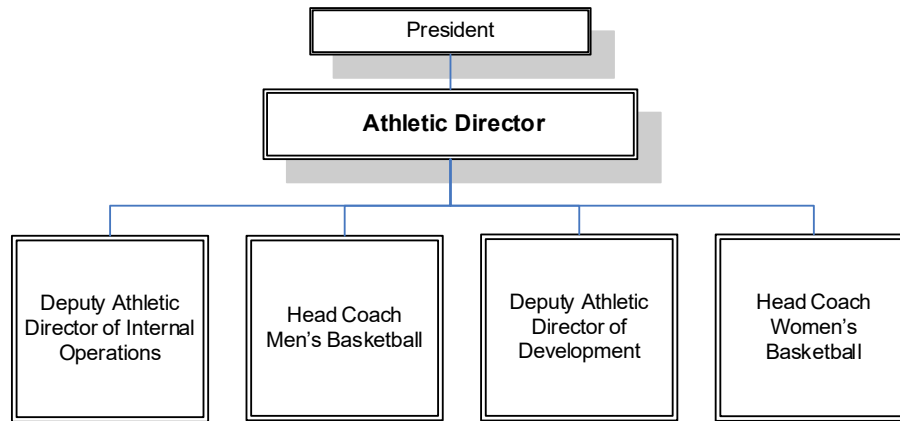 President
Athletic Director
Deputy Athletic
Director of Internal
Operations
Head Coach
Men’s Basketball
Deputy Athletic
Director of
Development
Head Coach
Women’s
Basketball